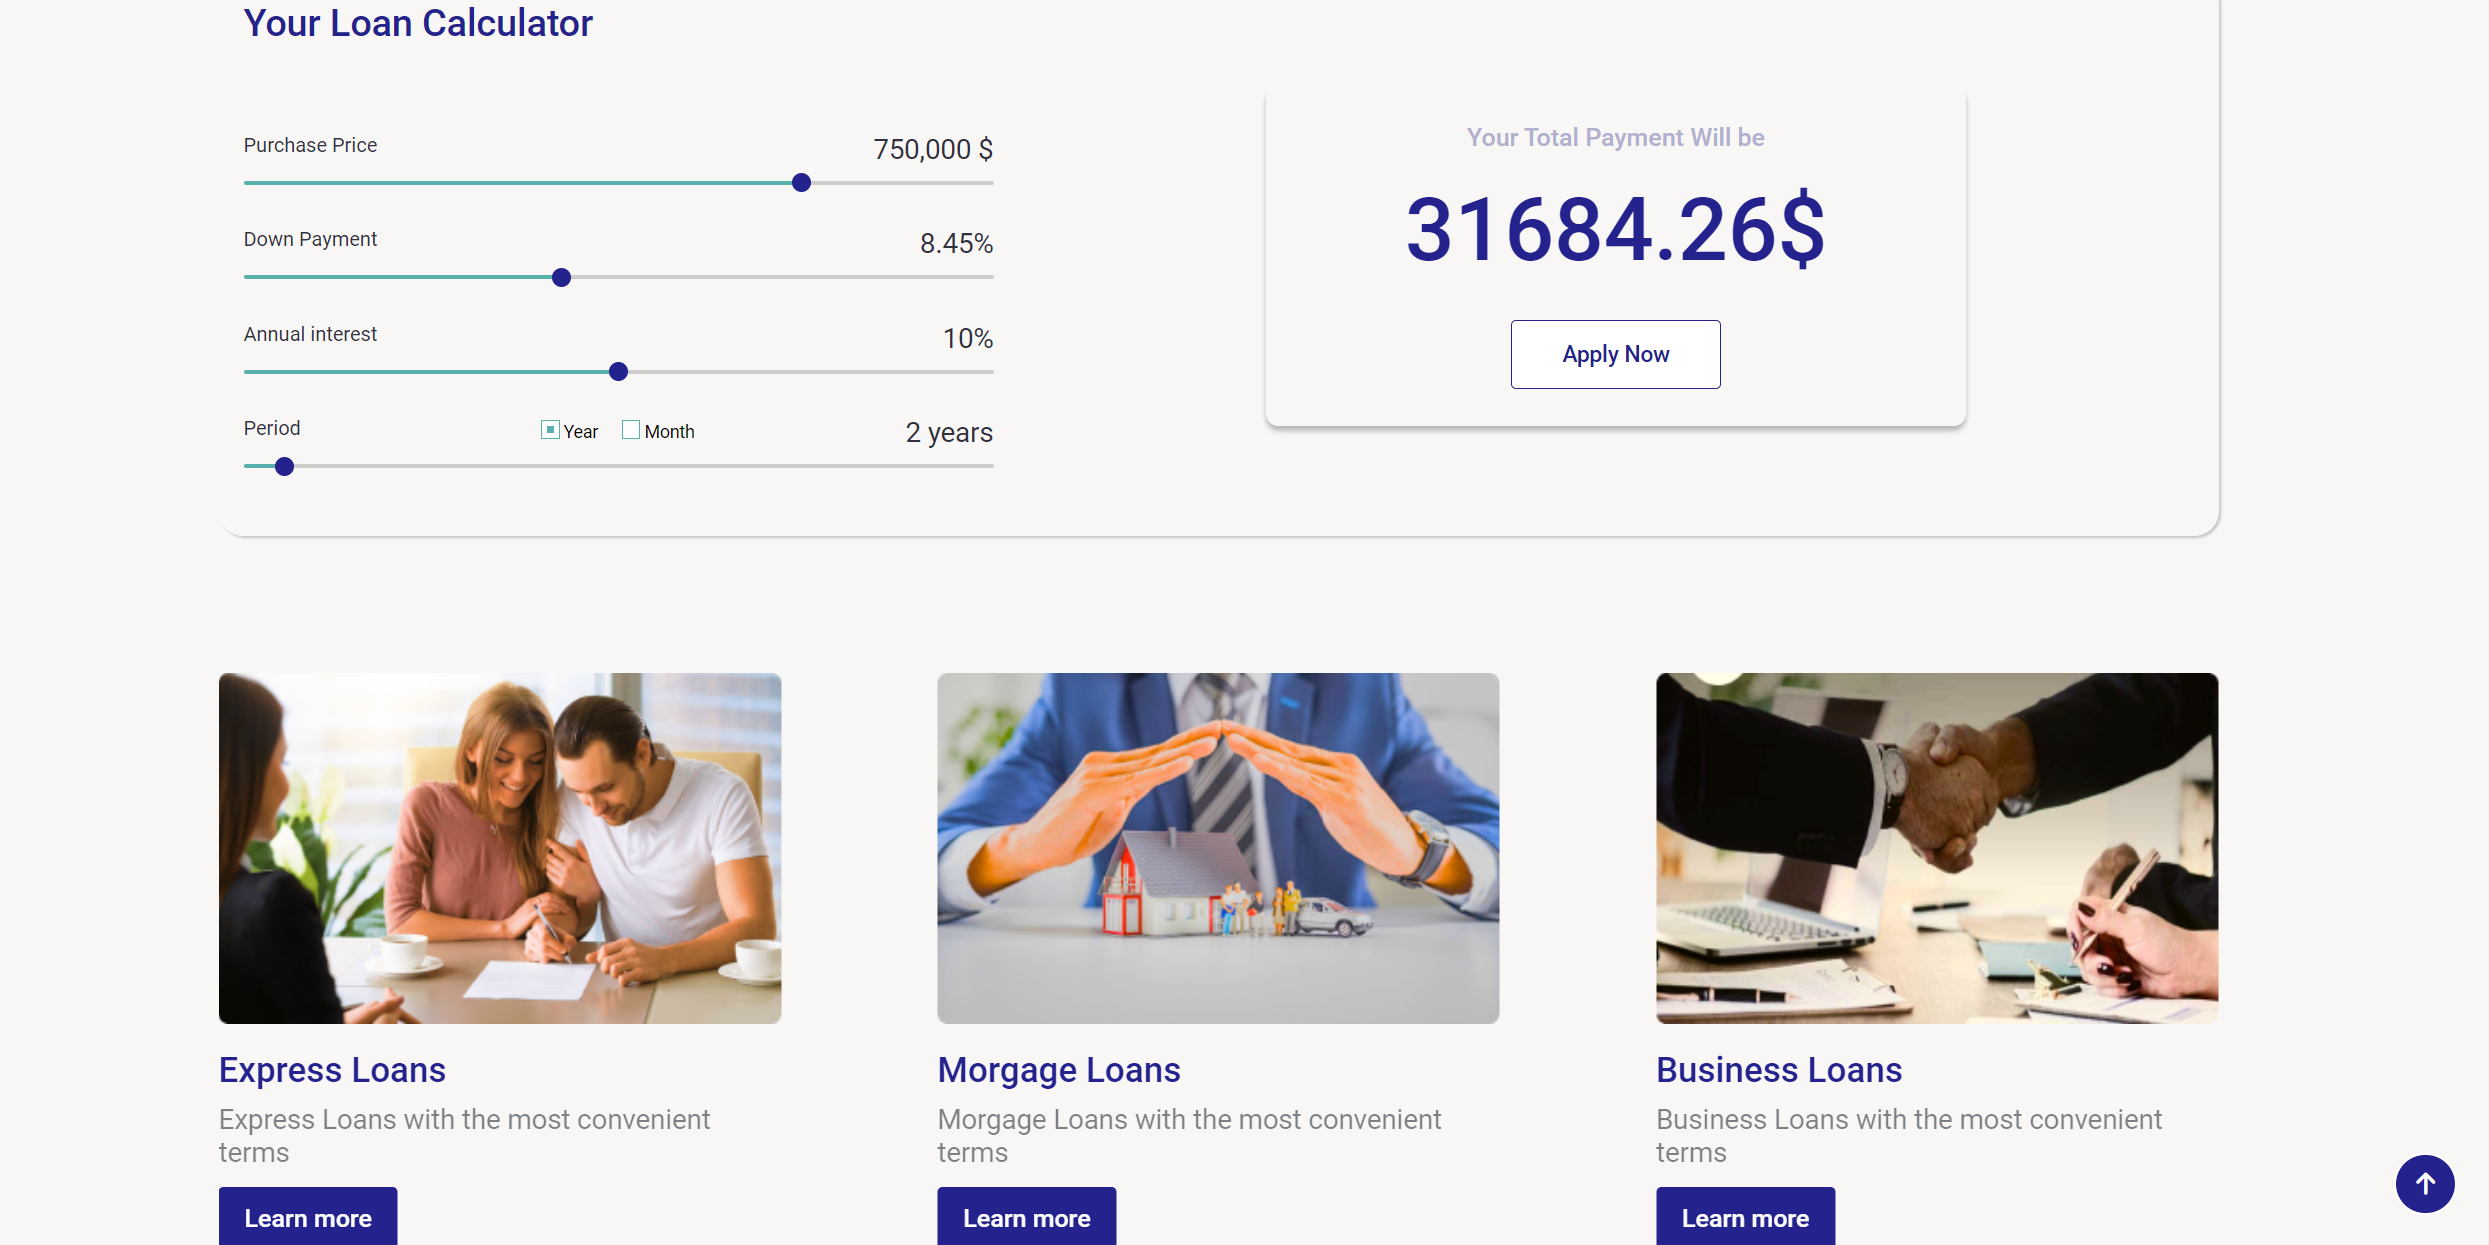 Your Loan Calculator
Purchase Price
750,000 $
Down Payment
8.45%
Annual interest
10%
Period
Year
Month
2 years
Your Total Payment Will be
31684.26$
Apply Now
Express Loans
Express Loans with the most convenient
terms
Learn more
Morgage Loans
Morgage Loans with the most convenient
terms
Learn more
Business Loans
Business Loans with the most convenient
terms
Learn more